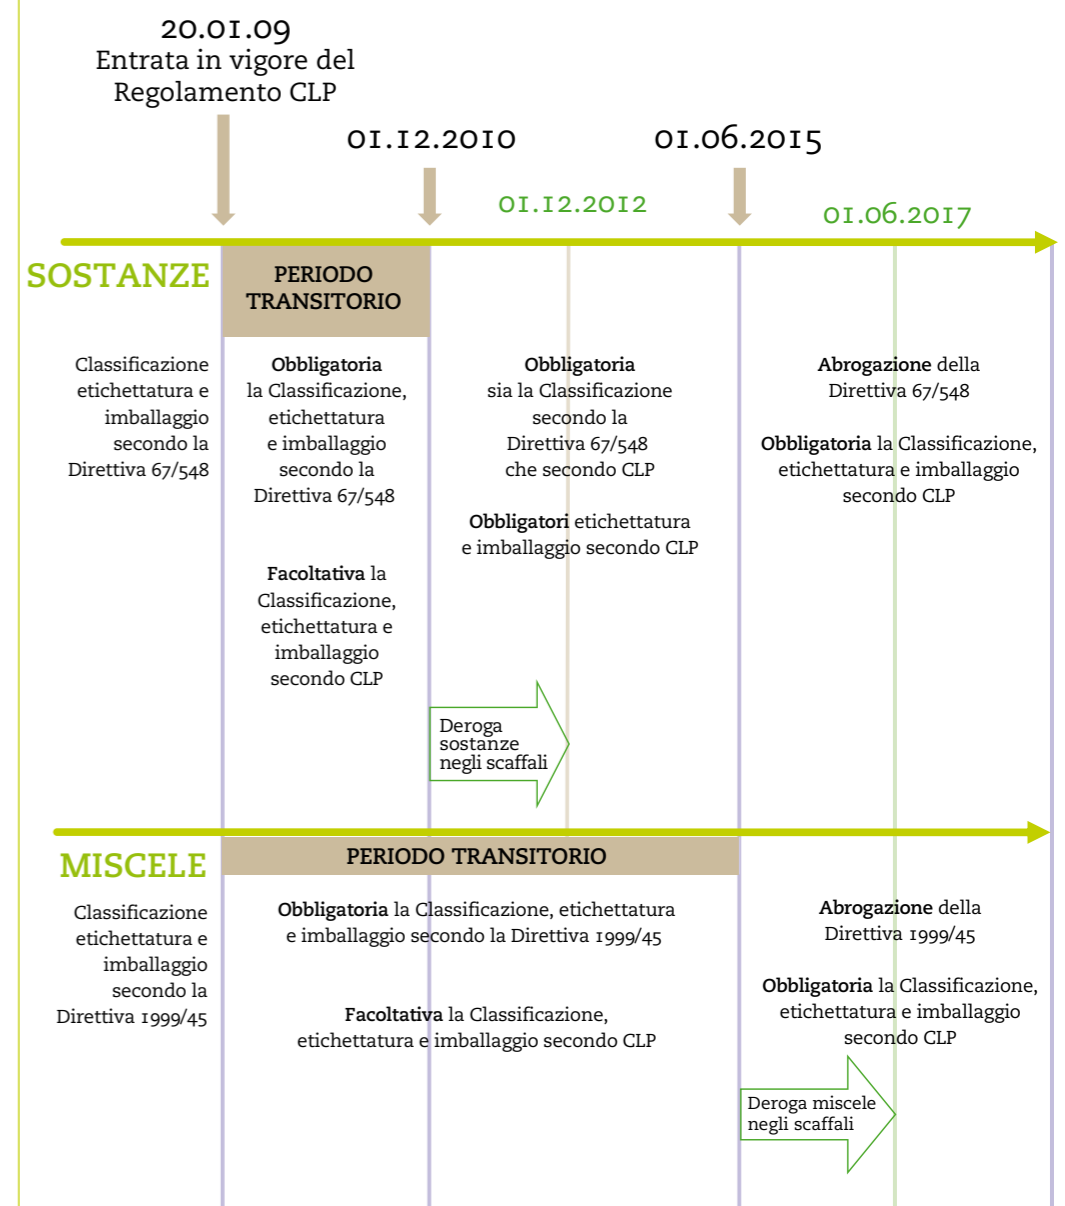 20.01.09
Entrata in vigore del
Regolamento CLP
01.12.2010
01.06.2015
01.12.2012
01.06.2017
SOSTANZE
PERIODO
TRANSITORIO
Classificazione
etichettatura e
imballaggio
secondo la
Direttiva 67/548
Obbligatoria
la Classificazione,
etichettatura
e imballaggio
secondo la
Direttiva 67/548
Facoltativa la
Classificazione,
etichettatura e
imballaggio
secondo CLP
Obbligatoria
sia la Classificazione
secondo la
Direttiva 67/548
che secondo CLP
Obbligatori etichettatura
e imballaggio secondo CLP
Abrogazione della
Direttiva 67/548
Obbligatoria la Classificazione,
etichettatura e imballaggio
secondo CLP
Deroga
sostanze
negli scaffali
MISCELE
PERIODO TRANSITORIO
Classificazione
etichettatura e
imballaggio
secondo la
Direttiva 1999/45
Obbligatoria la Classificazione, etichettatura
e imballaggio secondo la Direttiva 1999/45
Facoltativa la Classificazione,
etichettatura e imballaggio secondo CLP
Abrogazione della
Direttiva 1999/45
Obbligatoria la Classificazione,
etichettatura e imballaggio
secondo CLP
Deroga miscele
negli scaffali